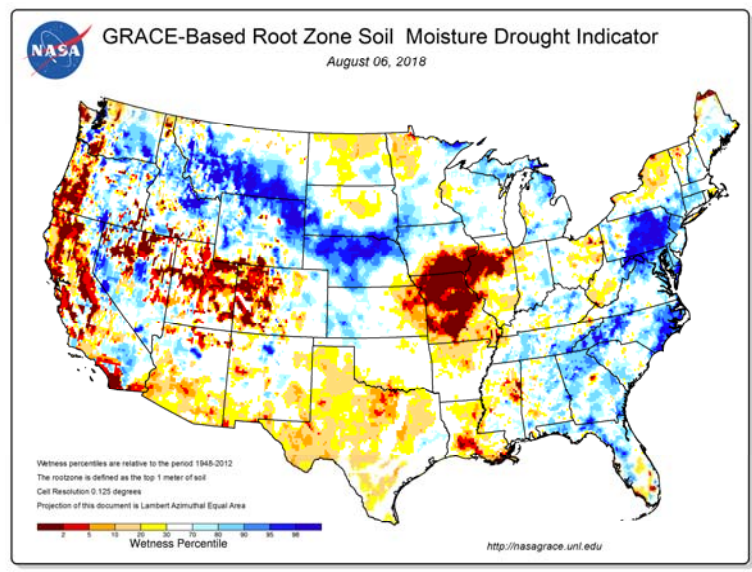 NASA
GRACE-Based Root Zone Soil Moisture Drought Indicator
August 06, 2018
Wetness percentiles are relative to the period 1948-2012
The rootzone is defined as the top 1 meter of soil
Cell Resolution 0.125 degrees
Projection of this document is Lambert Azimuthal Equal Area
2 5 10 20 30 70 80 90 95 98
Wetness Percentile
http://nasagrace.unl.edu